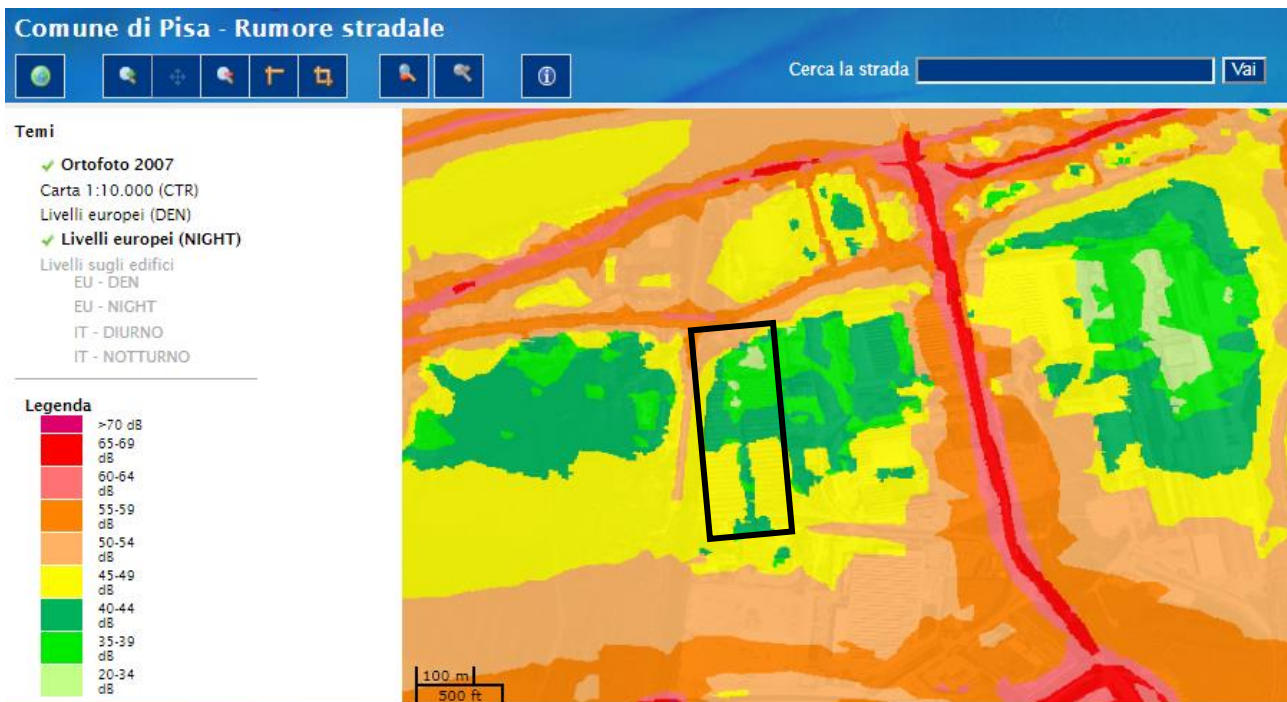 Comune di Pisa - Rumore stradale
Cerca la strada
Vai
Temi
Ortofoto 2007
Carta 1:10.000 (CTR)
Livelli europei (DEN)
Livelli europei (NIGHT)
Livelli sugli edifici
EU - DEN
EU - NIGHT
IT - DIURNO
IT - NOTTURNO
Legenda
>70 dB
65-69
dB
60-64
dB
55-59
dB
50-54
dB
45-49
dB
40-44
dB
35-39
dB
20-34
dB
100 m
500 ft